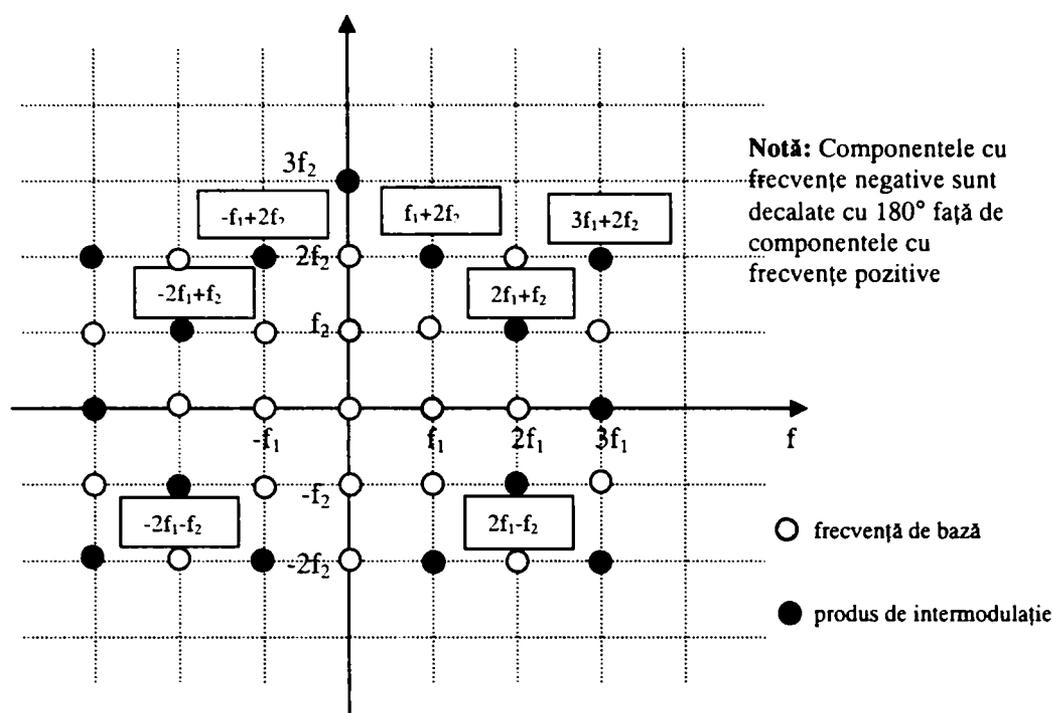 3f₂
Notă: Componentele cu
frecvențe negative sunt
decalate cu 180° față de
componentele cu
frecvențe pozitive
-f₁+2f₂
f₁+2f₂
3f₁+2f₂
2f₂
-2f₁+f₂
2f₁+f₂
f₂
-f₁
f₁
2f₁
3f₁
f
-f₂
-2f₁-f₂
2f₁-f₂
-2f₂
frecvență de bază
produs de intermodulație